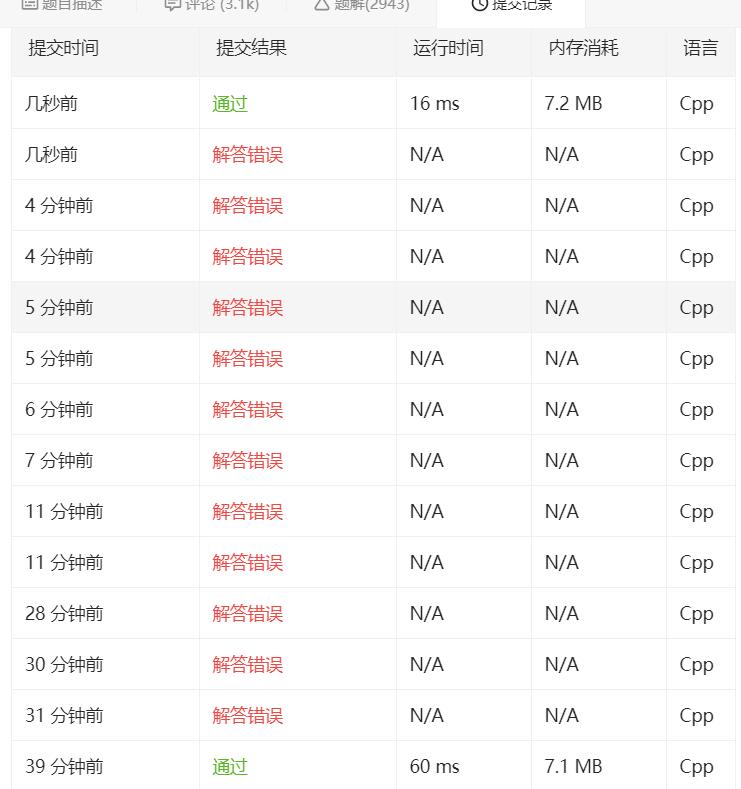 题目描述 评论 (3.1k) 题解(2943) 提交记录
提交时间 提交结果 运行时间 内存消耗 语言
几秒前 通过 16 ms 7.2 MB Cpp
几秒前 解答错误 N/A N/A Cpp
4 分钟前 解答错误 N/A N/A Cpp
4 分钟前 解答错误 N/A N/A Cpp
5 分钟前 解答错误 N/A N/A Cpp
5 分钟前 解答错误 N/A N/A Cpp
6 分钟前 解答错误 N/A N/A Cpp
7 分钟前 解答错误 N/A N/A Cpp
11 分钟前 解答错误 N/A N/A Cpp
11 分钟前 解答错误 N/A N/A Cpp
28 分钟前 解答错误 N/A N/A Cpp
30 分钟前 解答错误 N/A N/A Cpp
31 分钟前 解答错误 N/A N/A Cpp
39 分钟前 通过 60 ms 7.1 MB Cpp